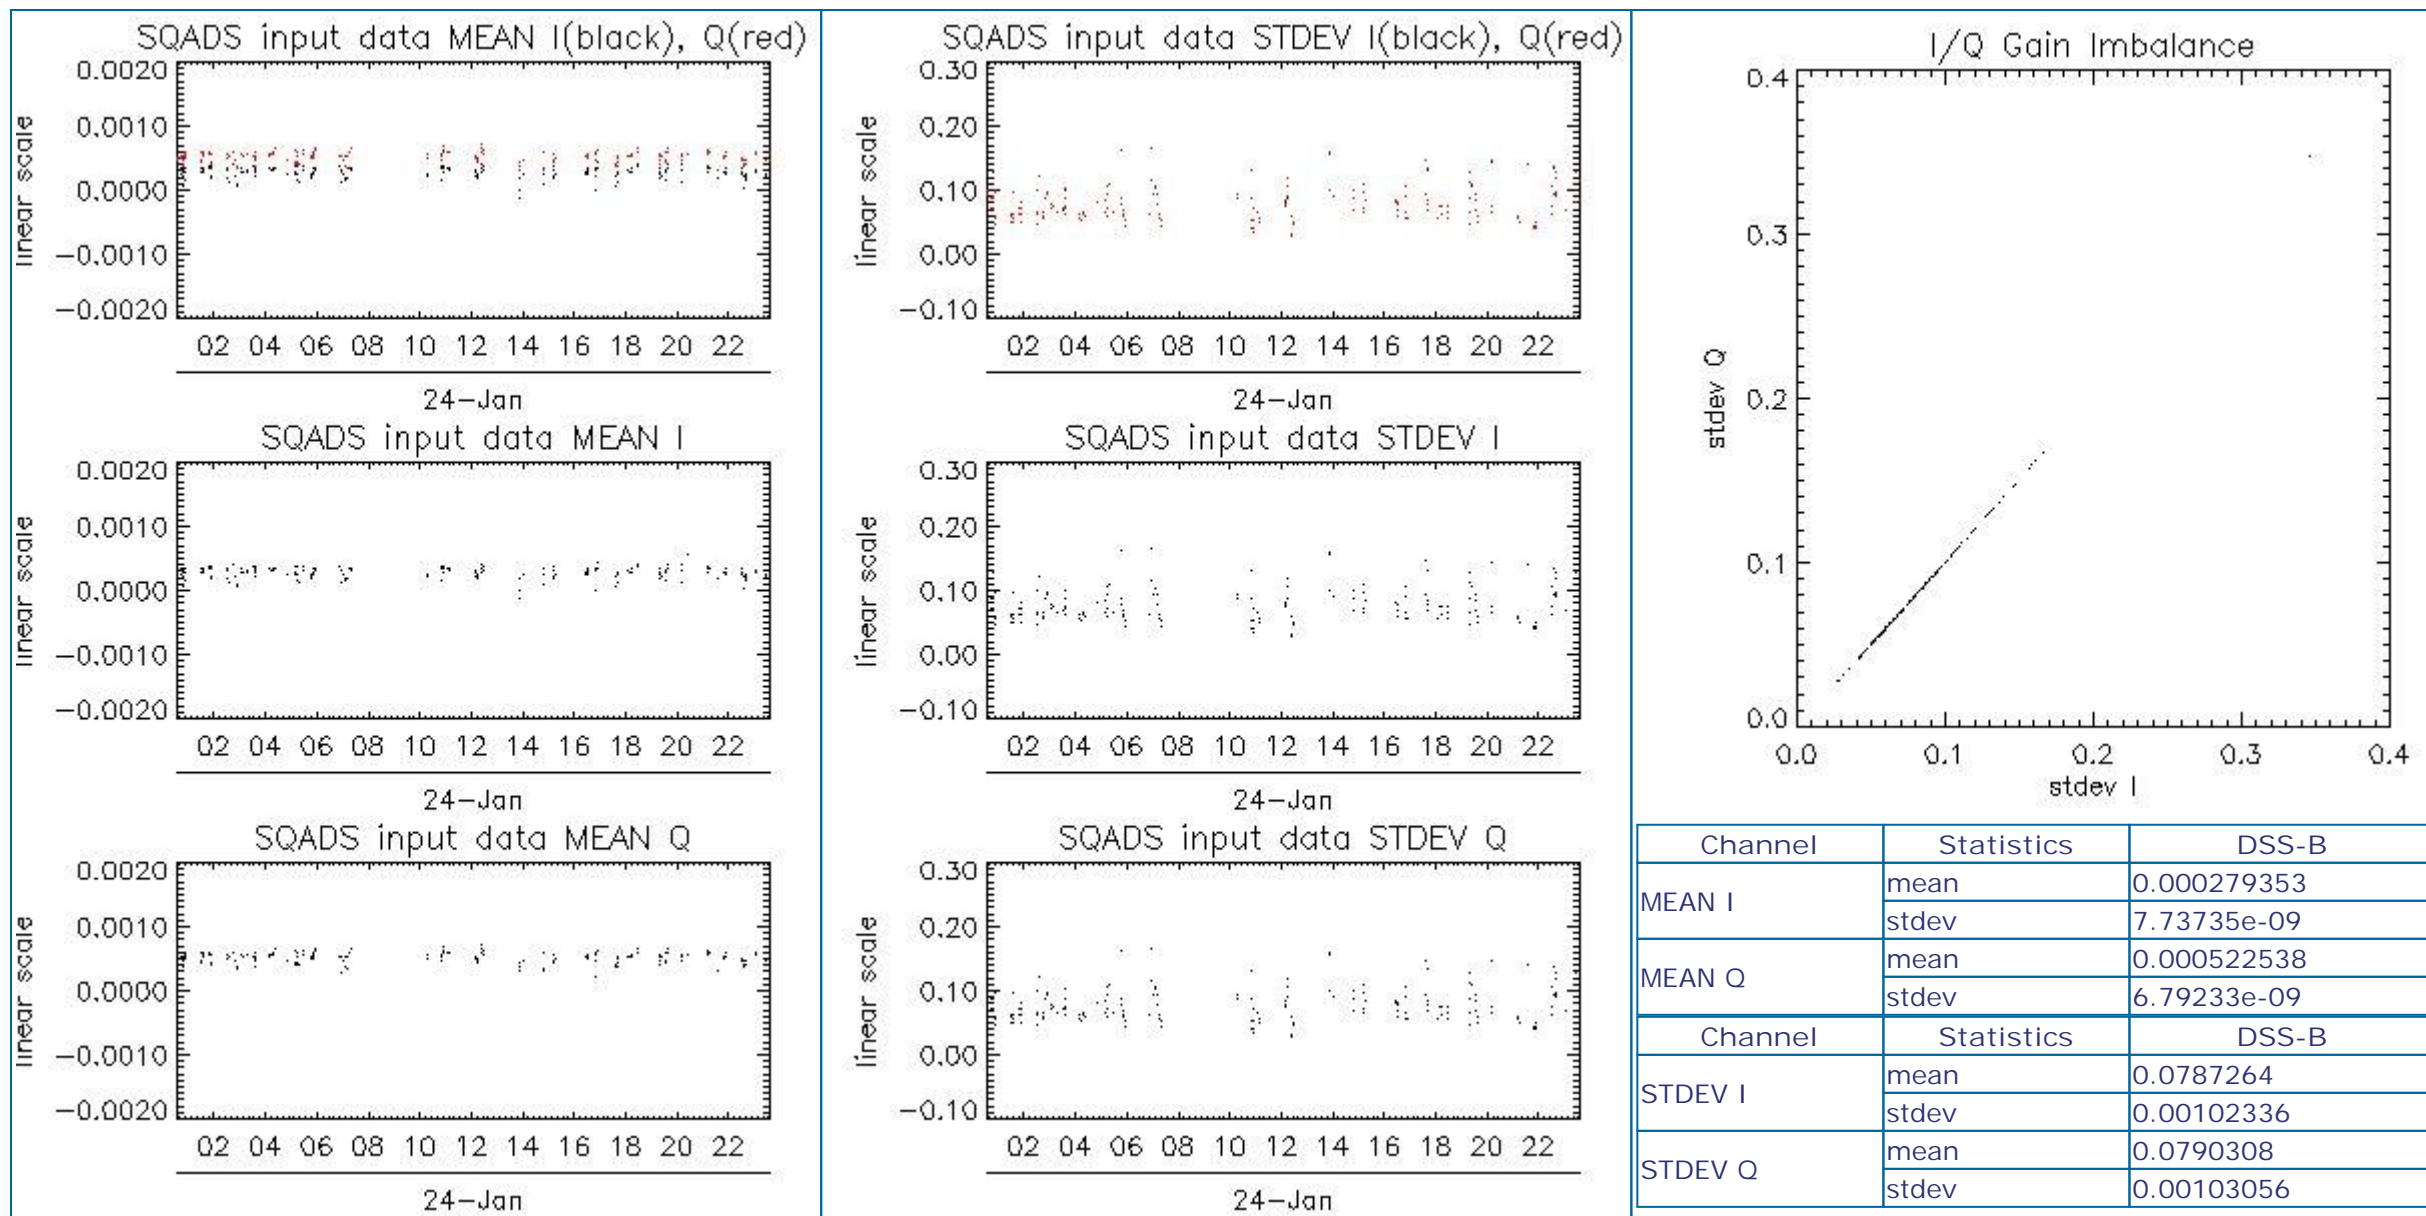 SQADS input data MEAN I(black), Q(red)
0.0020
0.0010
0.0000
-0.0010
-0.0020
linear scale
02 04 06 08 10 12 14 16 18 20 22
24-Jan
SQADS input data MEAN I
0.0020
0.0010
0.0000
-0.0010
-0.0020
linear scale
02 04 06 08 10 12 14 16 18 20 22
24-Jan
SQADS input data MEAN Q
0.0020
0.0010
0.0000
-0.0010
-0.0020
linear scale
02 04 06 08 10 12 14 16 18 20 22
24-Jan
SQADS input data STDEV I(black), Q(red)
0.30
0.20
0.10
0.00
-0.10
linear scale
02 04 06 08 10 12 14 16 18 20 22
24-Jan
SQADS input data STDEV I
0.30
0.20
0.10
0.00
-0.10
linear scale
02 04 06 08 10 12 14 16 18 20 22
24-Jan
SQADS input data STDEV Q
0.30
0.20
0.10
0.00
-0.10
linear scale
02 04 06 08 10 12 14 16 18 20 22
24-Jan
I/Q Gain Imbalance
0.4
0.3
0.2
0.1
0.0
stdev Q
0.0 0.1 0.2 0.3 0.4
stdev I
Channel Statistics DSS-B
MEAN I mean 0.000279353
stdev 7.73735e-09
MEAN Q mean 0.000522538
stdev 6.79233e-09
Channel Statistics DSS-B
STDEV I mean 0.0787264
stdev 0.00102336
STDEV Q mean 0.0790308
stdev 0.00103056